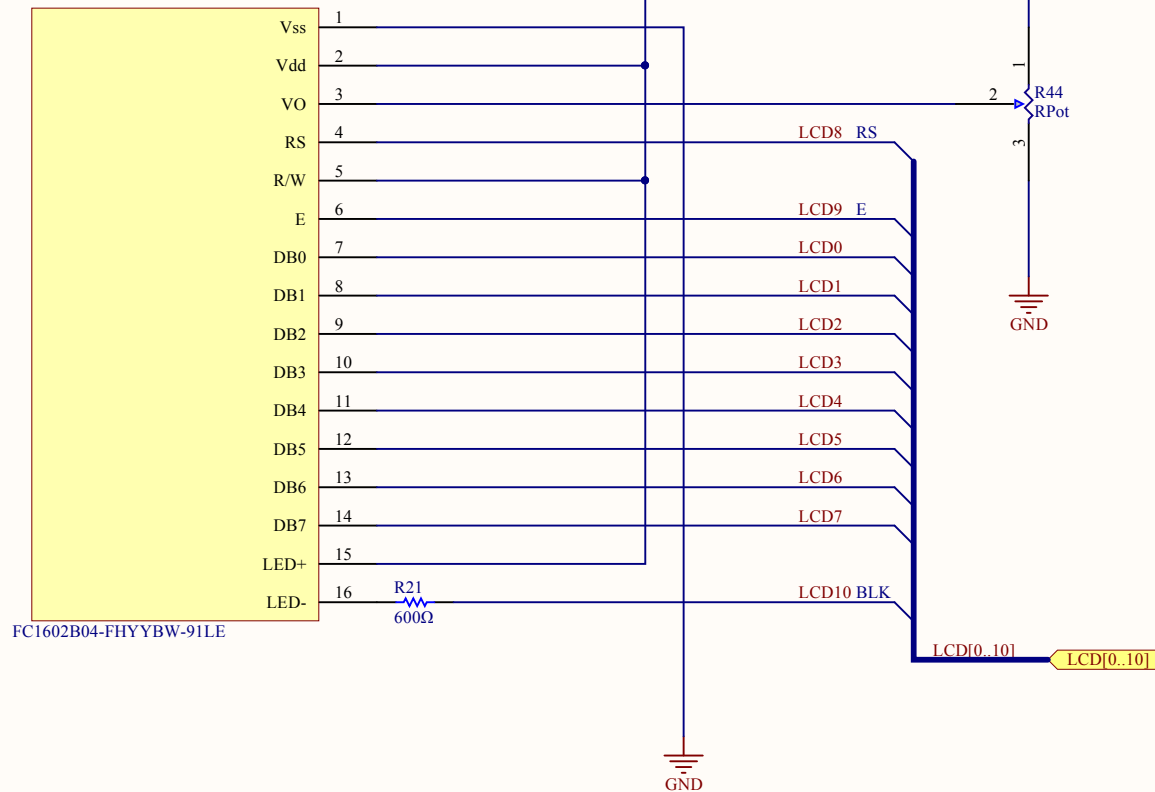 Vss 1
Vdd 2
1
VO 3
2
R44
RPot
RS 4 LCD8 RS
3
R/W 5
E 6 LCD9 E
DB0 7 LCD0
DB1 8 LCD1
GND
DB2 9 LCD2
DB3 10 LCD3
DB4 11 LCD4
DB5 12 LCD5
DB6 13 LCD6
DB7 14 LCD7
LED+ 15
R21
LED- 16 LCD10 BLK
600Ω
FC1602B04-FHYYBW-91LE
LCD[0..10] LCD[0..10]
GND